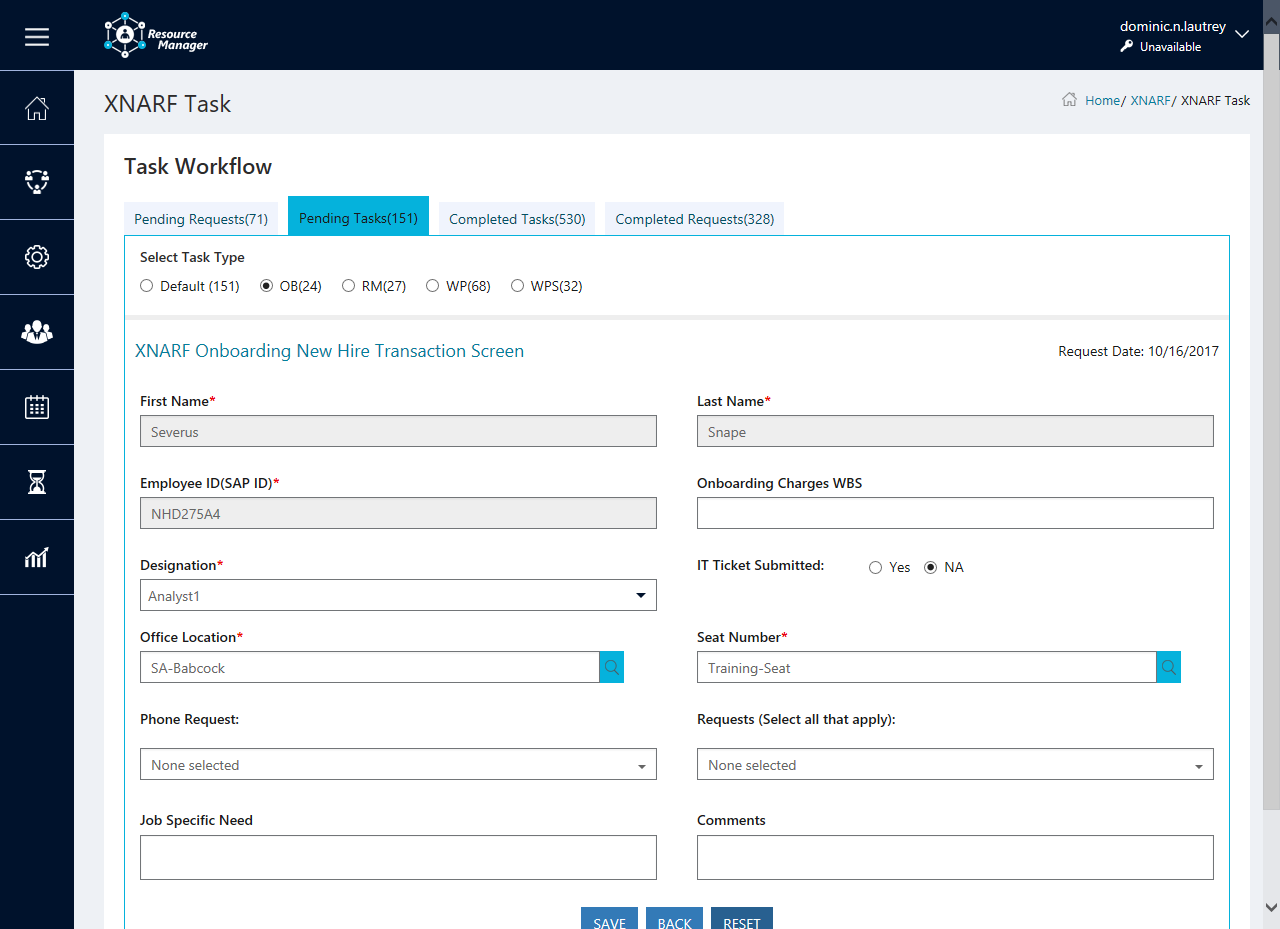 Resource
Manager
dominic.n.lautrey
Unavailable
XNARF Task
Home/ XNARF/ XNARF Task
Task Workflow
Pending Requests(71) Pending Tasks(151) Completed Tasks(530) Completed Requests(328)
Select Task Type
Default (151) OB(24) RM(27) WP(68) WPS(32)
XNARF Onboarding New Hire Transaction Screen Request Date: 10/16/2017
First Name* Last Name*
Severus Snape
Employee ID(SAP ID)* Onboarding Charges WBS
NHD275A4
Designation* IT Ticket Submitted: Yes NA
Analyst1
Office Location* Seat Number*
SA-Babcock Training-Seat
Phone Request: Requests (Select all that apply):
None selected None selected
Job Specific Need Comments
SAVE BACK RESET